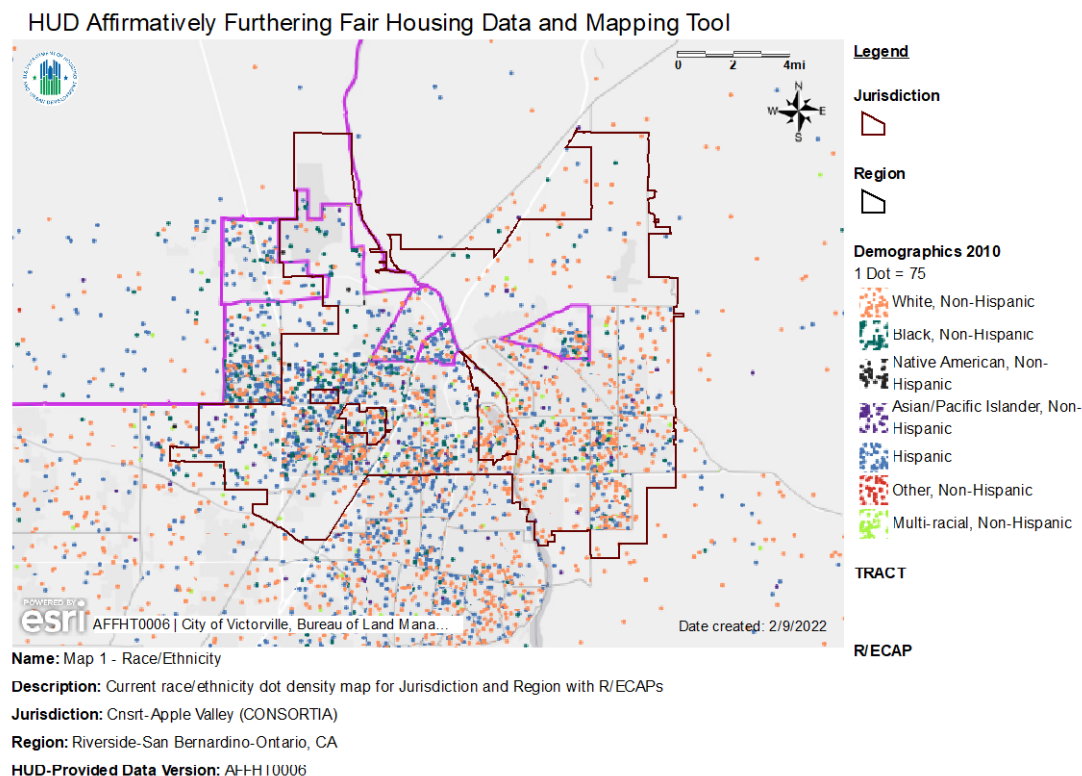 HUD Affirmatively Furthering Fair Housing Data and Mapping Tool
0 2 4mi
N
W E
S
Legend
Jurisdiction
Region
Demographics 2010
1 Dot = 75
White, Non-Hispanic
Black, Non-Hispanic
Native American, Non-
Hispanic
Asian/Pacific Islander, Non-
Hispanic
Hispanic
Other, Non-Hispanic
Multi-racial, Non-Hispanic
TRACT
R/ECAP
POWERED BY
esri
AFFHT0006 | City of Victorville, Bureau of Land Mana...
Date created: 2/9/2022
Name: Map 1 - Race/Ethnicity
Description: Current race/ethnicity dot density map for Jurisdiction and Region with R/ECAPs
Jurisdiction: Cnsrt-Apple Valley (CONSORTIA)
Region: Riverside-San Bernardino-Ontario, CA
HUD-Provided Data Version: AFFHT0006